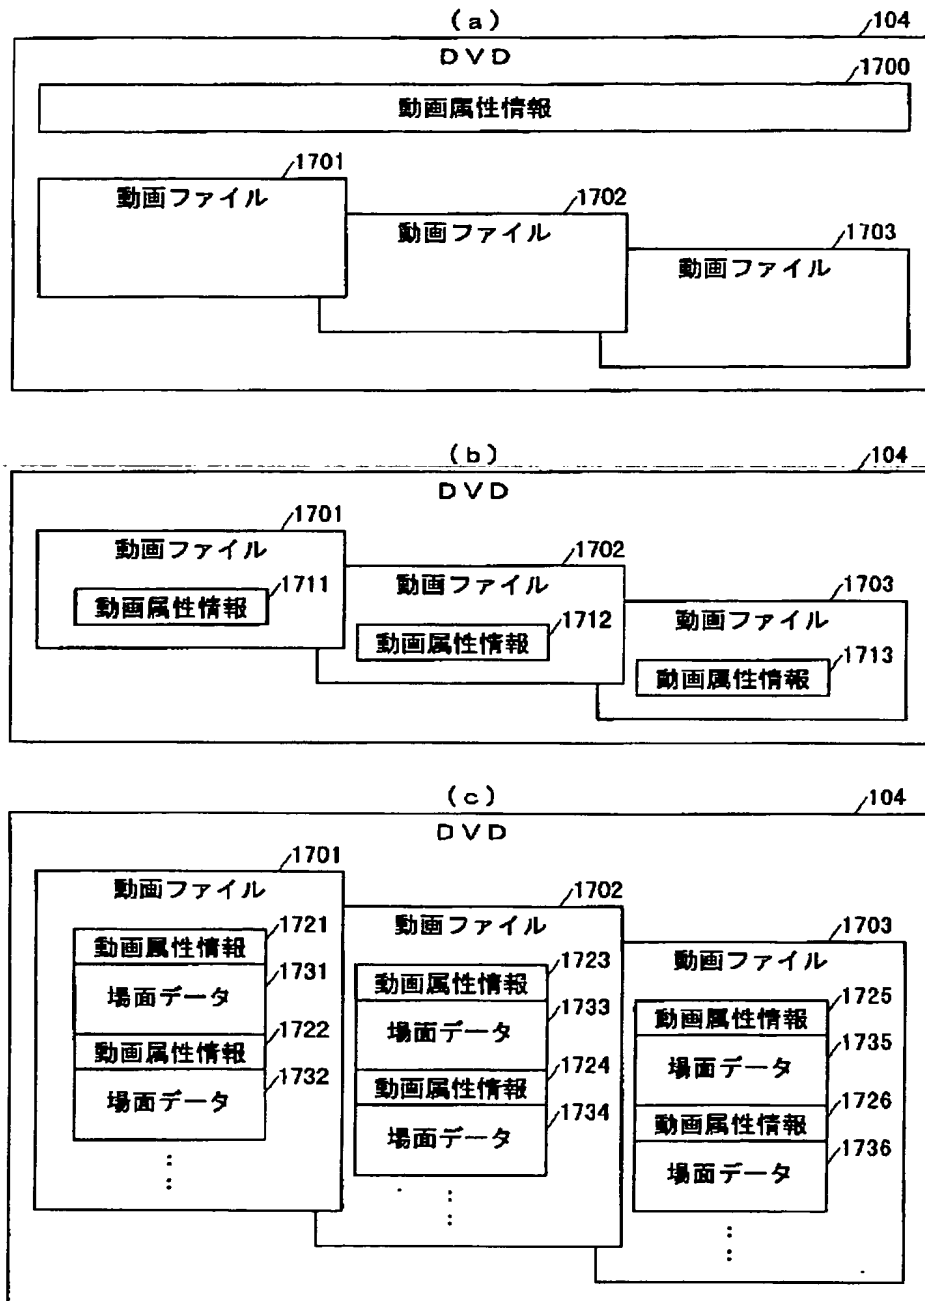 (a)
104
DVD
1700
動画属性情報
1701
動画ファイル
1702
動画ファイル
1703
動画ファイル
(b)
104
DVD
1701
動画ファイル
1711
動画属性情報
1702
動画ファイル
1712
動画属性情報
1703
動画ファイル
1713
動画属性情報
(c)
104
DVD
1701
動画ファイル
1721
動画属性情報
1731
場面データ
1722
動画属性情報
1732
場面データ
⋮
1702
動画ファイル
1723
動画属性情報
1733
場面データ
1724
動画属性情報
1734
場面データ
⋮
1703
動画ファイル
1725
動画属性情報
1735
場面データ
1726
動画属性情報
1736
場面データ
⋮